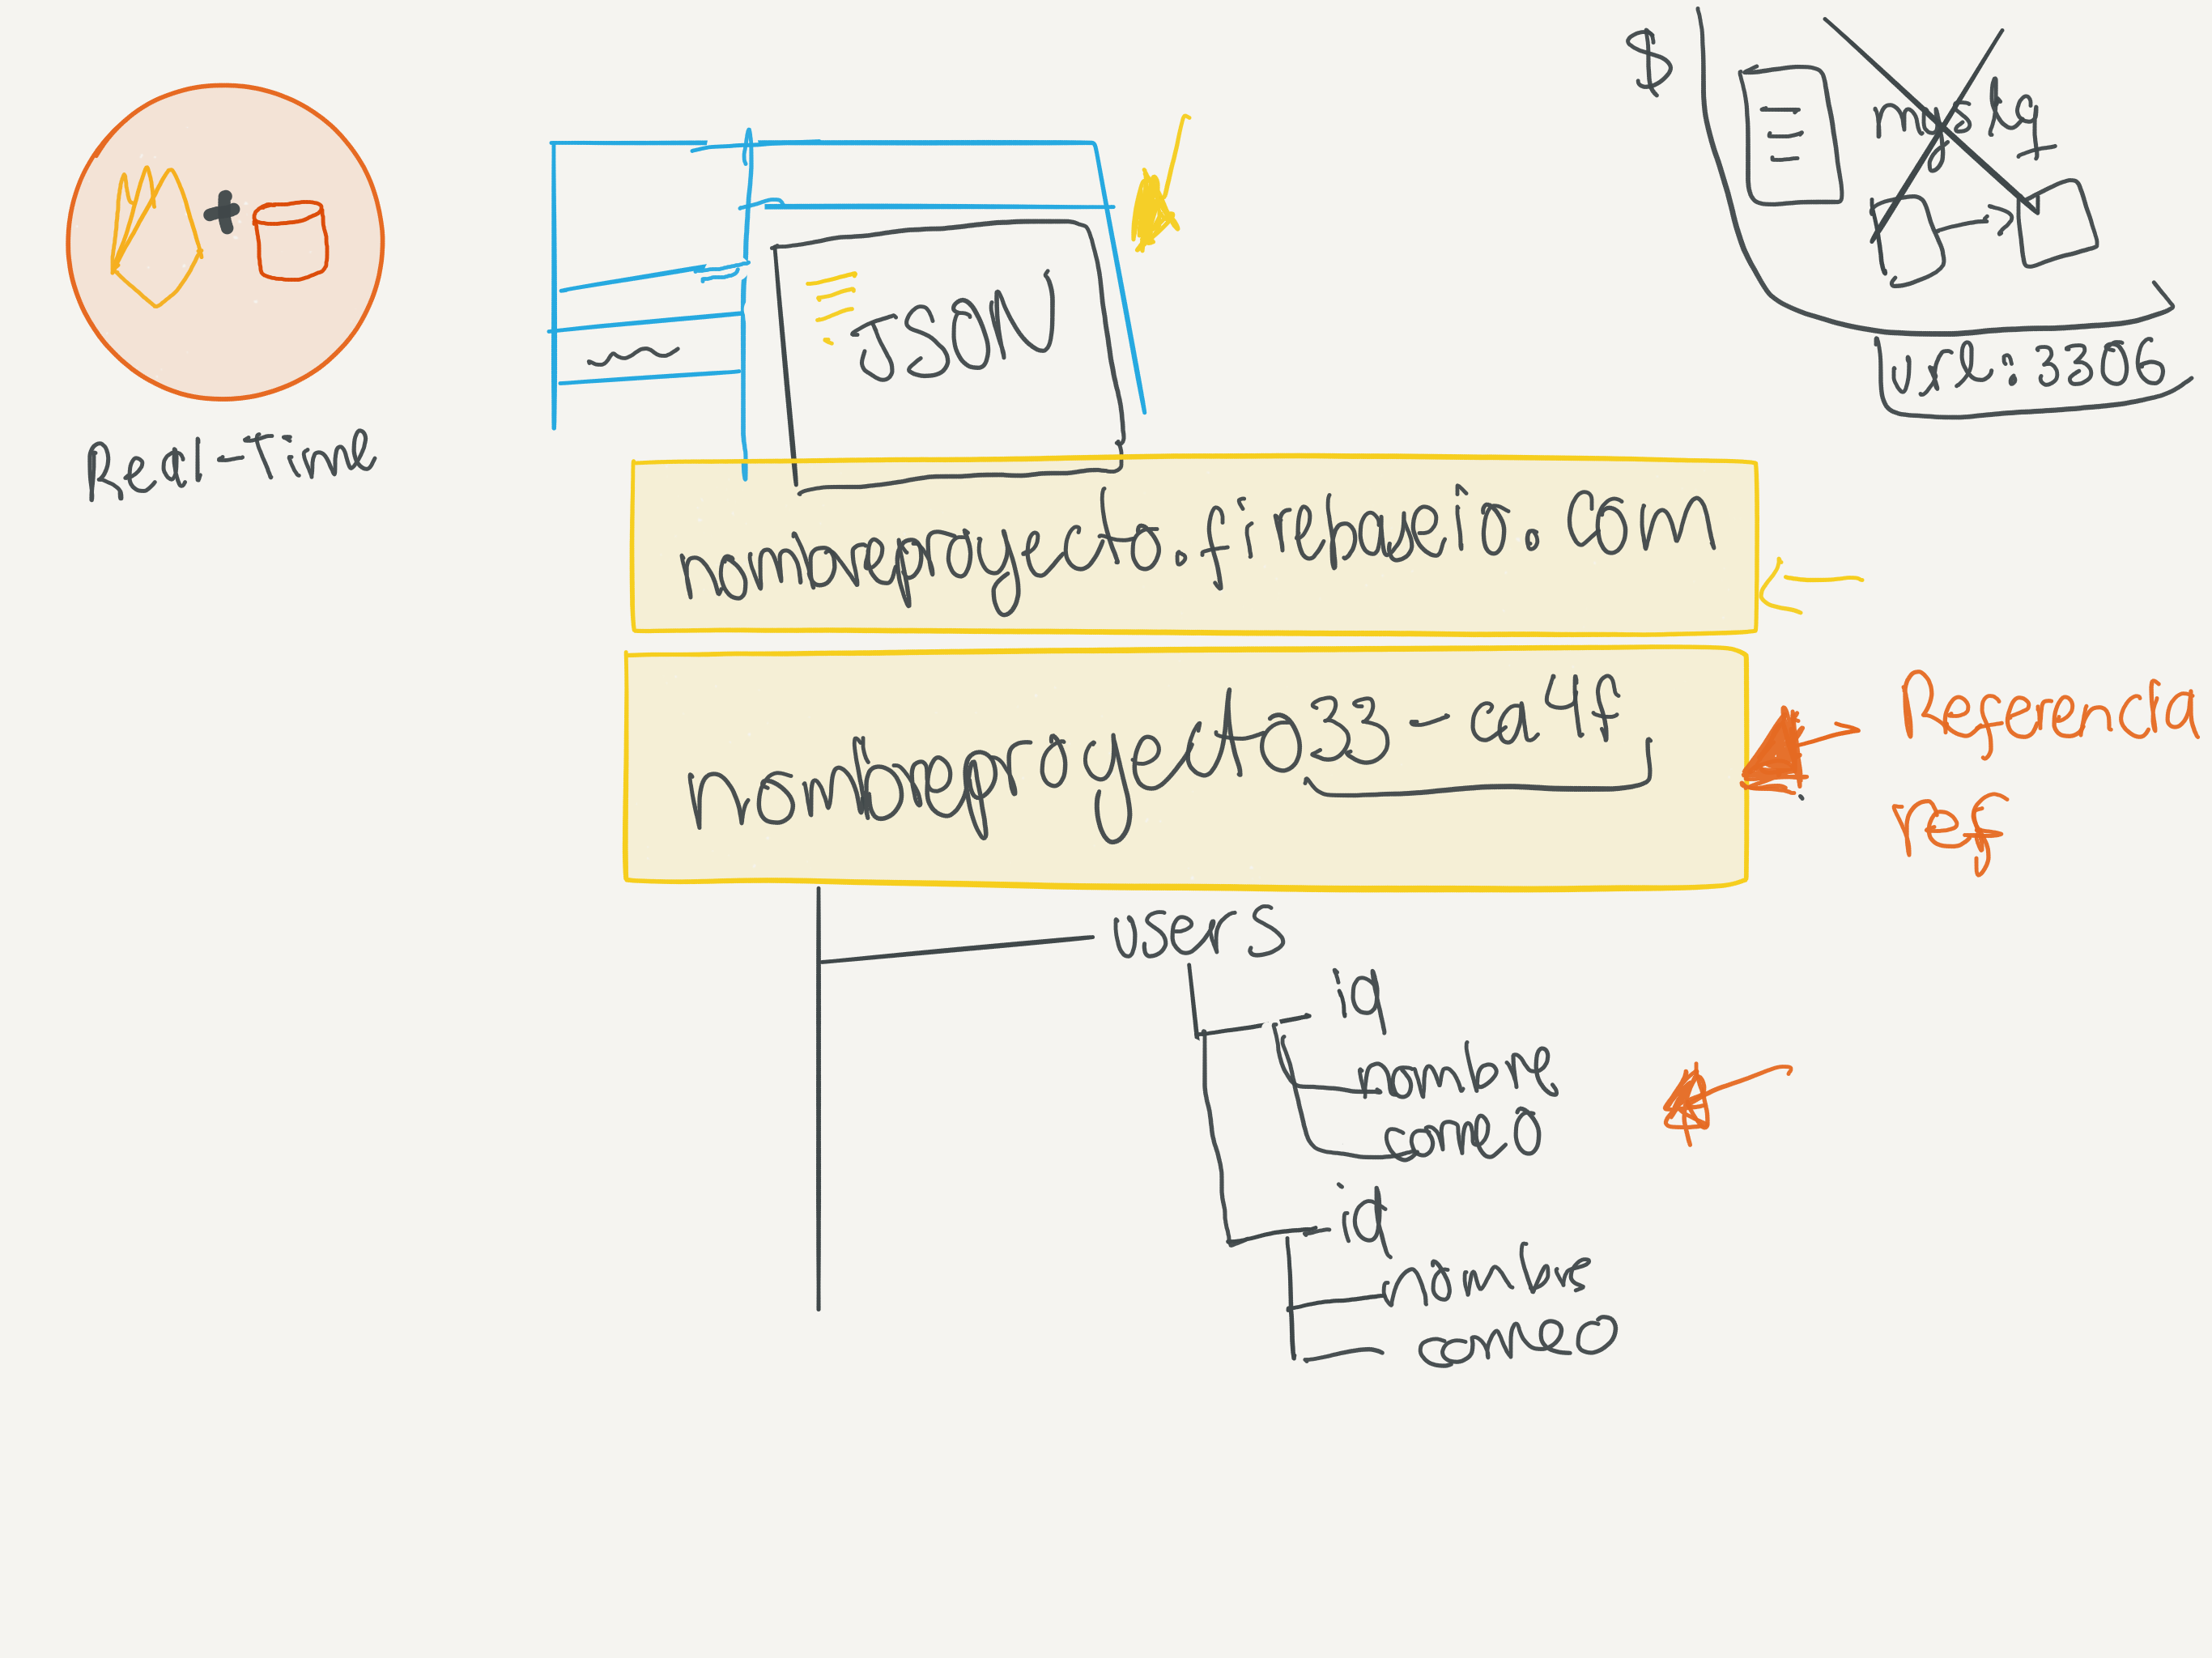 $
mysql
JSON
url:3306
Real-Time
nombreproyecto.firebaseio.com
nombreproyecto33-ca4f
Referencia
ref
users
id
nombre
correo
id
nombre
correo